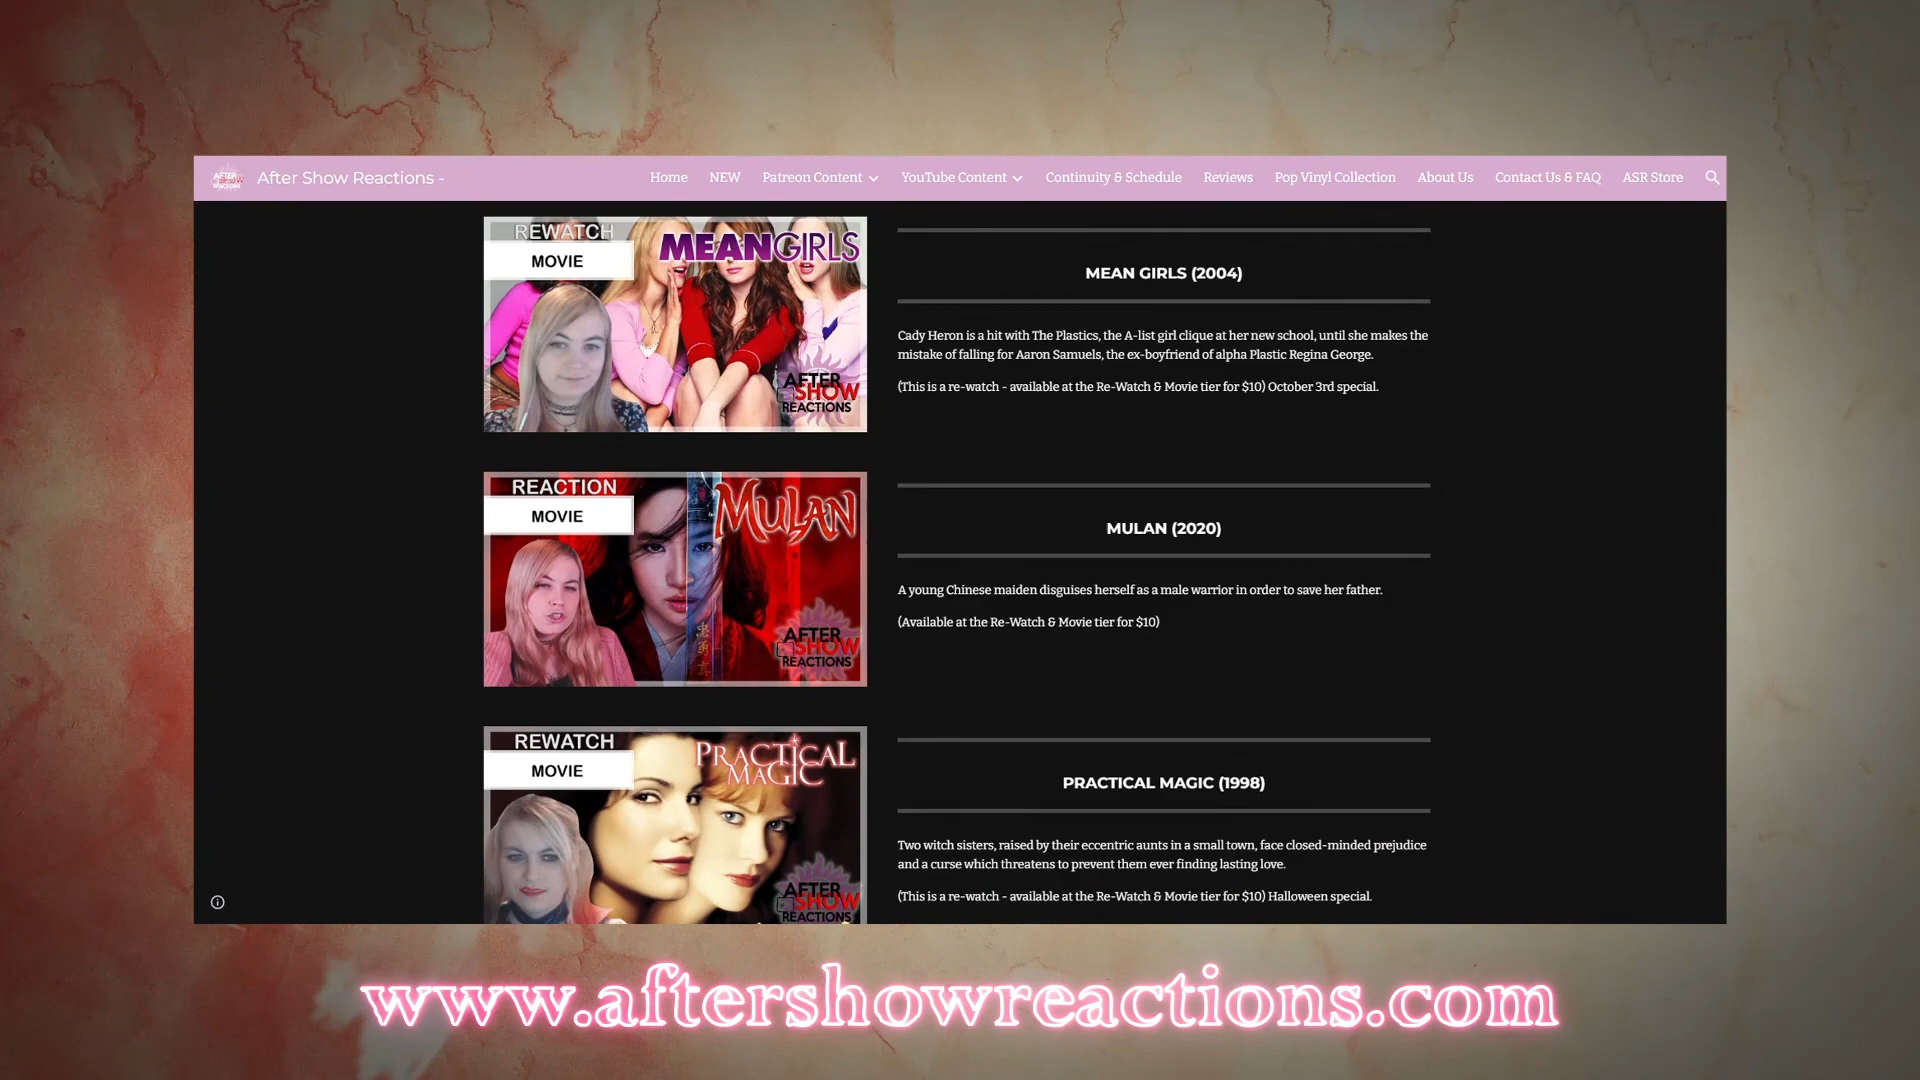 AFTER
SHOW
REACTIONS
After Show Reactions -
Home
NEW
Patreon Content
YouTube Content
Continuity & Schedule
Reviews
Pop Vinyl Collection
About Us
Contact Us & FAQ
ASR Store
REWATCH
MOVIE
MEANGIRLS
AFTER
SHOW
REACTIONS
MEAN GIRLS (2004)
Cady Heron is a hit with The Plastics, the A-list girl clique at her new school, until she makes the
mistake of falling for Aaron Samuels, the ex-boyfriend of alpha Plastic Regina George.
(This is a re-watch - available at the Re-Watch & Movie tier for $10) October 3rd special.
REACTION
MOVIE
MULAN
忠
勇
真
AFTER
SHOW
REACTIONS
MULAN (2020)
A young Chinese maiden disguises herself as a male warrior in order to save her father.
(Available at the Re-Watch & Movie tier for $10)
REWATCH
MOVIE
PRACTICAL
MAGIC
AFTER
SHOW
REACTIONS
PRACTICAL MAGIC (1998)
Two witch sisters, raised by their eccentric aunts in a small town, face closed-minded prejudice
and a curse which threatens to prevent them ever finding lasting love.
(This is a re-watch - available at the Re-Watch & Movie tier for $10) Halloween special.
www.aftershowreactions.com